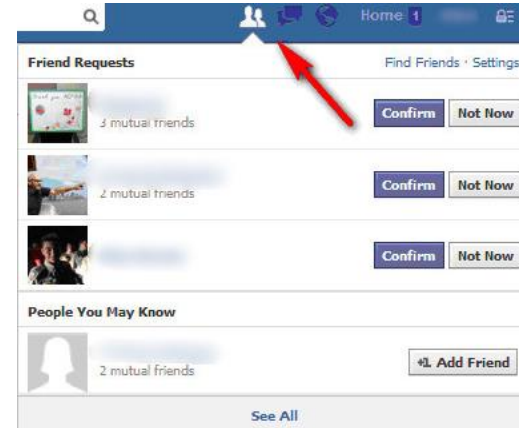 Home 1
Friend Requests
Find Friends · Settings
3 mutual friends
Confirm
Not Now
2 mutual friends
Confirm
Not Now
Confirm
Not Now
People You May Know
2 mutual friends
+1 Add Friend
See All